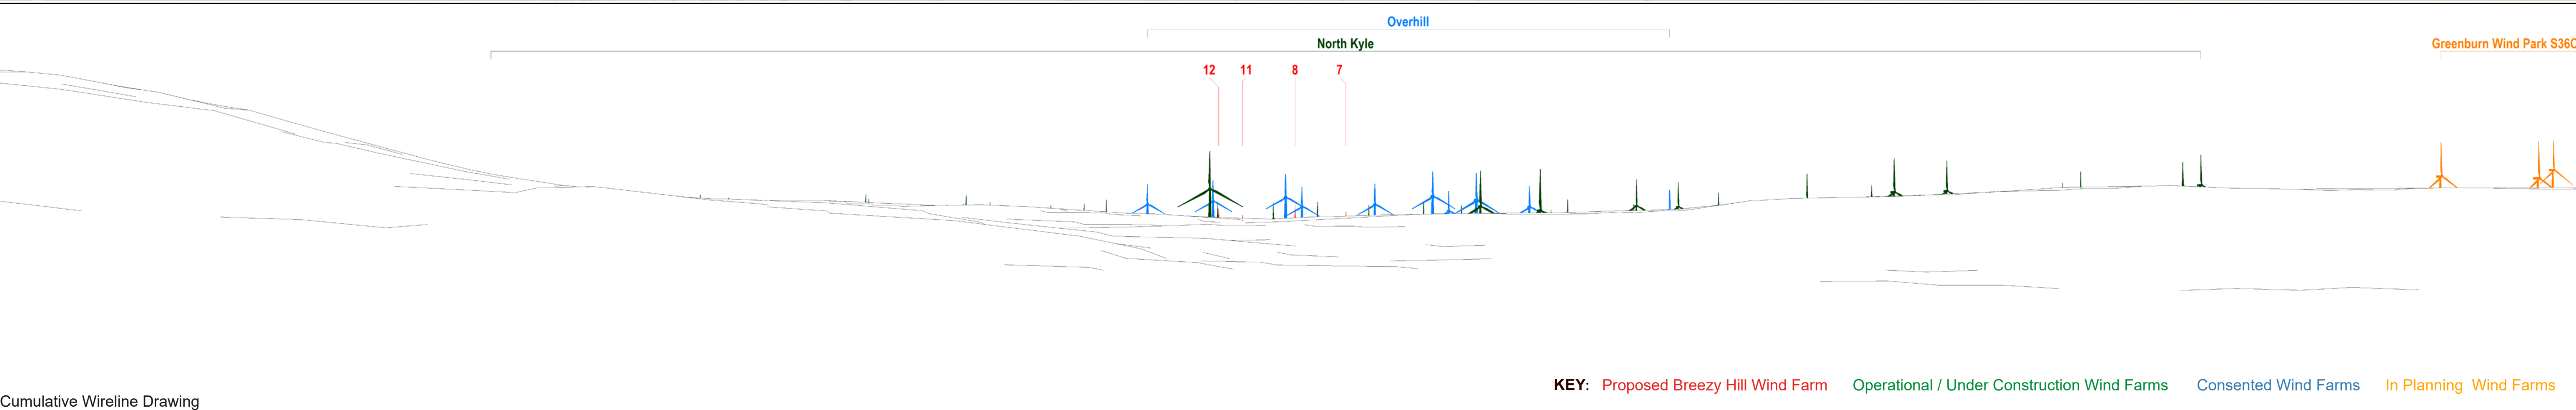 Overhill
North Kyle
Greenburn Wind Park S36C
12 11 8 7
KEY: Proposed Breezy Hill Wind Farm Operational / Under Construction Wind Farms Consented Wind Farms In Planning Wind Farms
Cumulative Wireline Drawing